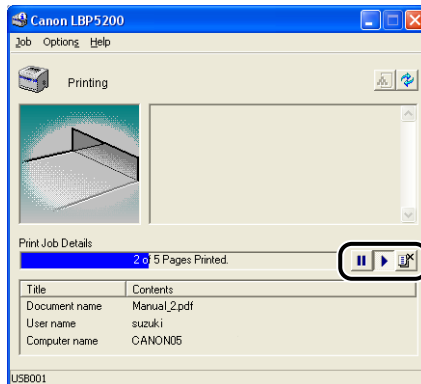 Canon LBP5200
Job Options Help
Printing
Print Job Details
2 of 5 Pages Printed.
Title Contents
Document name Manual_2.pdf
User name suzuki
Computer name CANON05
USB001